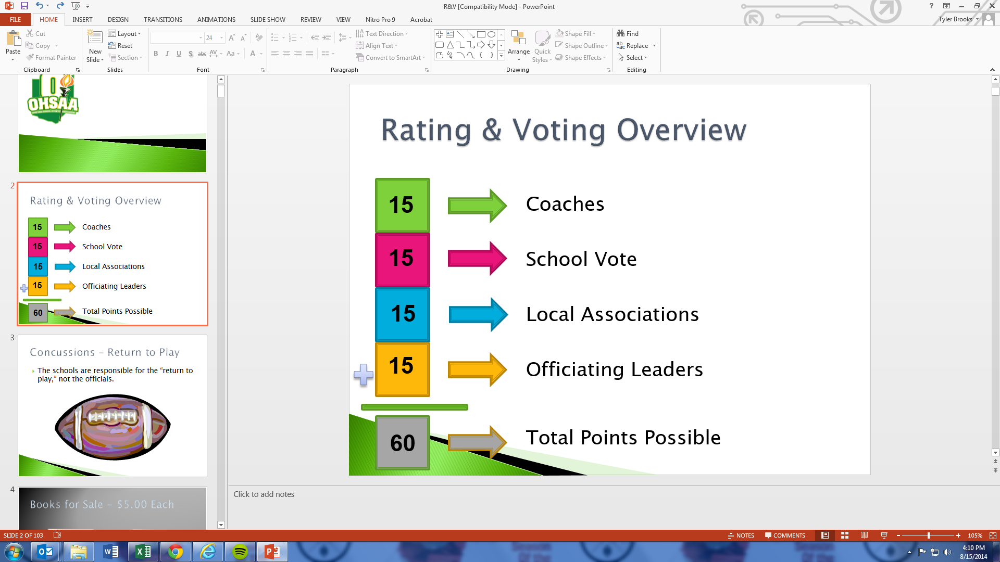 R&V [Compatibility Mode] - PowerPoint
FILE HOME INSERT DESIGN TRANSITIONS ANIMATIONS SLIDE SHOW REVIEW VIEW Nitro Pro 9 Acrobat
Tyler Brooks
Paste
Cut
Copy
Format Painter
Clipboard
New
Slide
Layout
Reset
Section
Slides
24
B I U S abc AV Aa A
Font
Text Direction
Align Text
Convert to SmartArt
Paragraph
Arrange
Quick
Styles
Shape Fill
Shape Outline
Shape Effects
Drawing
Find
Replace
Select
Editing
OHSAA
2
Rating & Voting Overview
15 Coaches
15 School Vote
15 Local Associations
15 Officiating Leaders
60 Total Points Possible
3
Concussions – Return to Play
The schools are responsible for the “return to
play,” not the officials.
4
Books for Sale – $5.00 Each
Rating & Voting Overview
15 Coaches
15 School Vote
15 Local Associations
15 Officiating Leaders
60 Total Points Possible
Click to add notes
SLIDE 2 OF 103
NOTES COMMENTS 105%
4:10 PM
8/15/2014